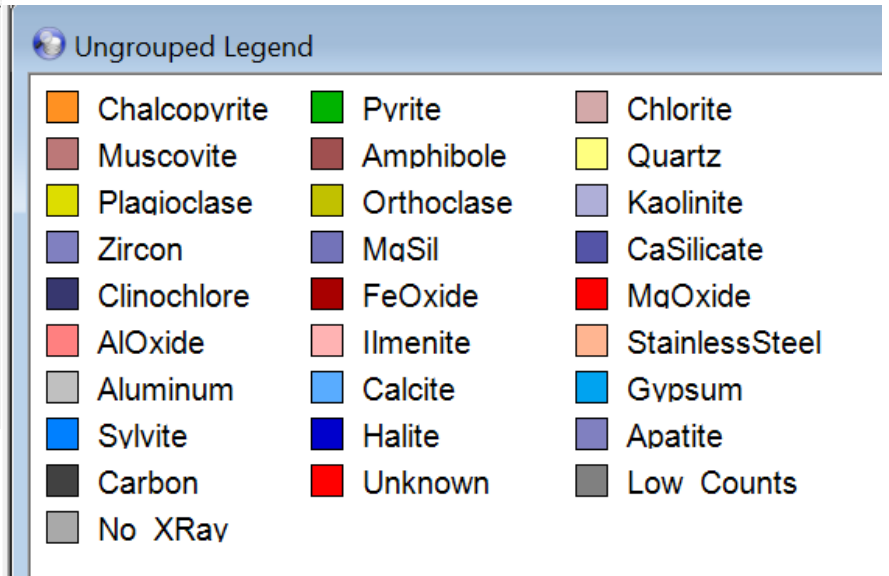 Ungrouped Legend
Chalcopyrite Pyrite Chlorite
Muscovite Amphibole Quartz
Plagioclase Orthoclase Kaolinite
Zircon MgSil CaSilicate
Clinochlore FeOxide MgOxide
AlOxide Ilmenite StainlessSteel
Aluminum Calcite Gypsum
Sylvite Halite Apatite
Carbon Unknown Low Counts
No XRay